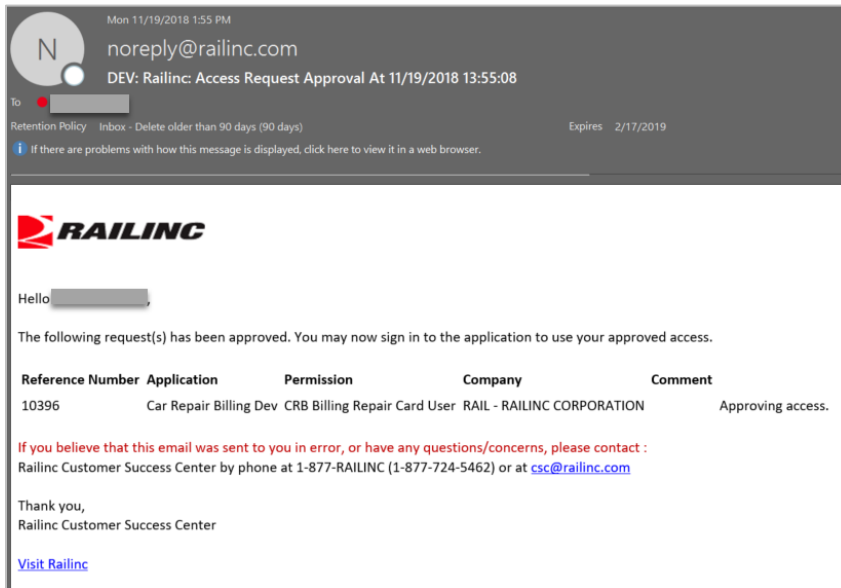 Mon 11/19/2018 1:55 PM
N
noreply@railinc.com
DEV: Railinc: Access Request Approval At 11/19/2018 13:55:08
To
Retention Policy Inbox - Delete older than 90 days (90 days) Expires 2/17/2019
i If there are problems with how this message is displayed, click here to view it in a web browser.
RAILINC
Hello ,
The following request(s) has been approved. You may now sign in to the application to use your approved access.
Reference Number Application Permission Company Comment
10396 Car Repair Billing Dev CRB Billing Repair Card User RAIL - RAILINC CORPORATION Approving access.
If you believe that this email was sent to you in error, or have any questions/concerns, please contact :
Railinc Customer Success Center by phone at 1-877-RAILINC (1-877-724-5462) or at csc@railinc.com
Thank you,
Railinc Customer Success Center
Visit Railinc